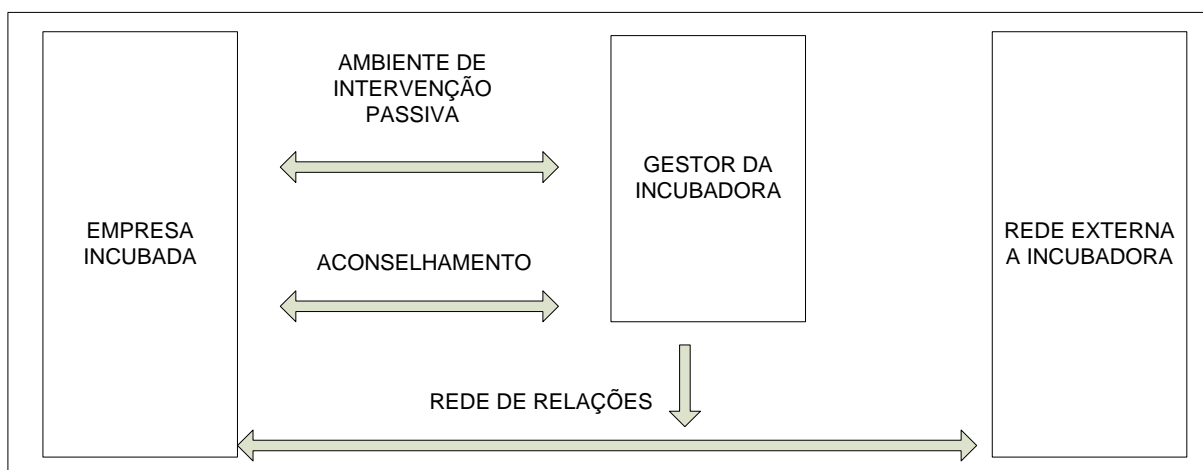 AMBIENTE DE
INTERVENÇÃO
PASSIVA
GESTOR DA
INCUBADORA
EMPRESA
INCUBADA
REDE EXTERNA
A INCUBADORA
ACONSELHAMENTO
REDE DE RELAÇÕES